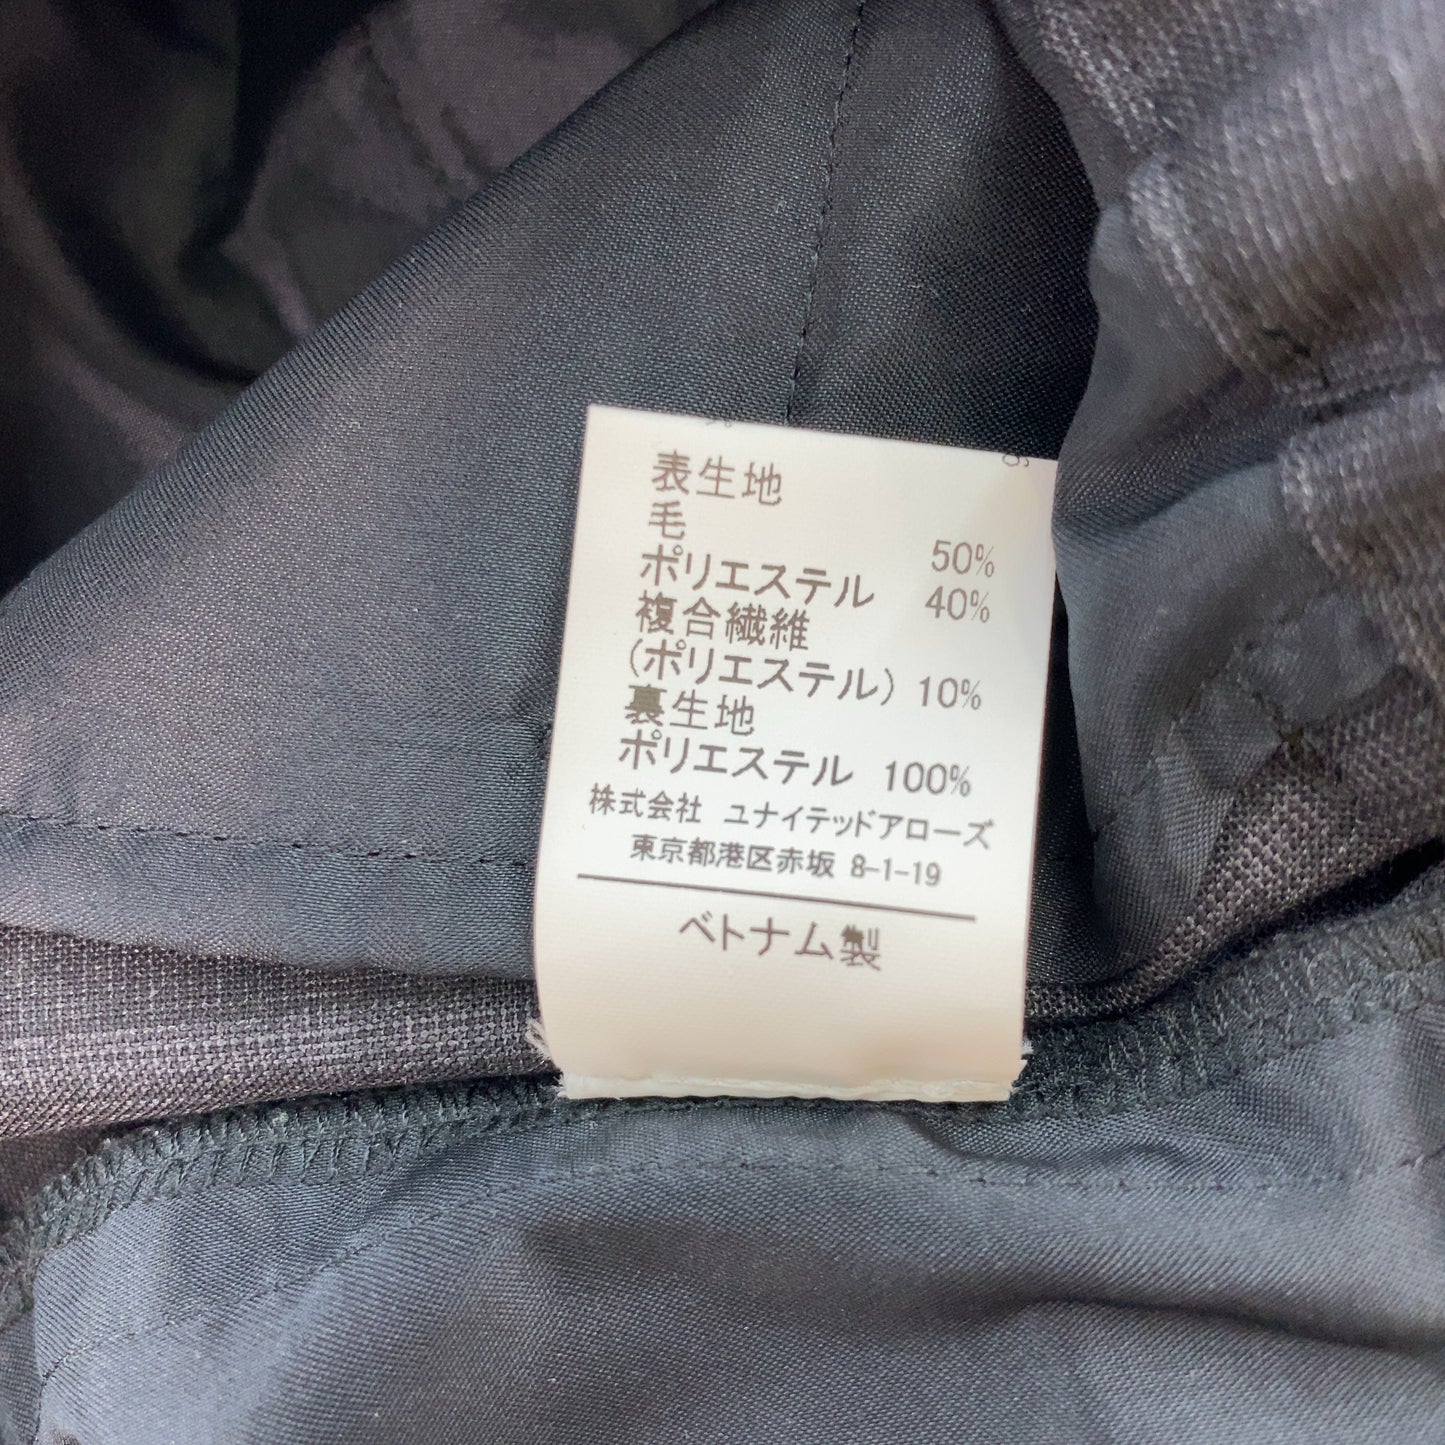 表生地
毛 50%
ポリエステル 40%
複合繊維
(ポリエステル) 10%
裏生地
ポリエステル 100%
株式会社 ユナイテッドアローズ
東京都港区赤坂 8-1-19
ベトナム製